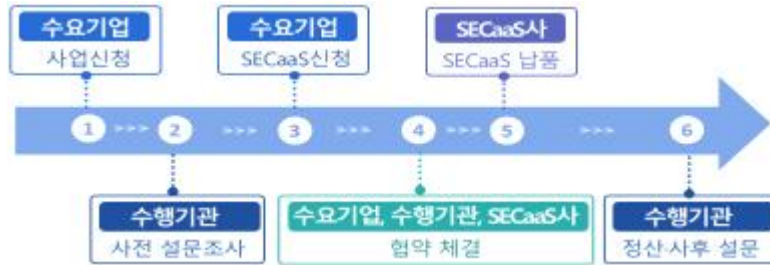 수요기업
사업신청
수요기업
SECaaS신청
SECaaS사
SECaaS 납품
1 >>> 2 >>> 3 >>> 4 >>> 5 >>> 6
수행기관
사전 설문조사
수요기업, 수행기관, SECaaS사
협약 체결
수행기관
정산·사후 설문